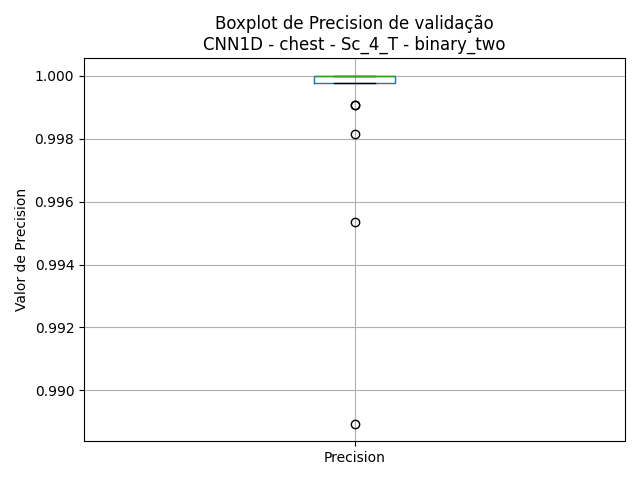 Boxplot de Precision de validação
CNN1D - chest - Sc_4_T - binary_two
1.000
0.998
0.996
0.994
0.992
0.990
Valor de Precision
Precision